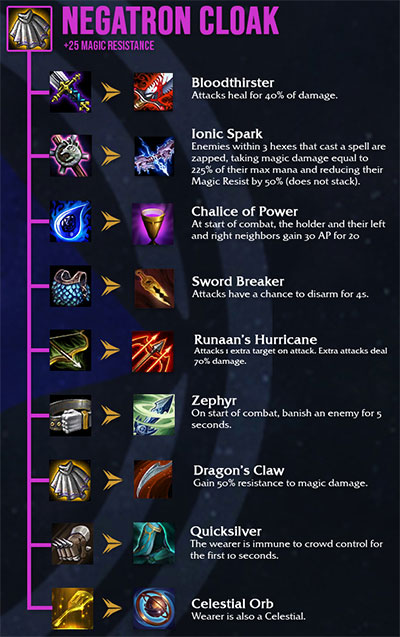 NEGATRON CLOAK
+25 MAGIC RESISTANCE
Bloodthirster
Attacks heal for 40% of damage.
Ionic Spark
Enemies within 3 hexes that cast a spell are
zapped, taking magic damage equal to
225% of their max mana and reducing their
Magic Resist by 50% (does not stack).
Chalice of Power
At start of combat, the holder and their left
and right neighbors gain 30 AP for 20
Sword Breaker
Attacks have a chance to disarm for 4s.
Runaan's Hurricane
Attacks 1 extra target on attack. Extra attacks deal
70% damage.
Zephyr
On start of combat, banish an enemy for 5
seconds.
Dragon's Claw
Gain 50% resistance to magic damage.
Quicksilver
The wearer is immune to crowd control for
the first 10 seconds.
Celestial Orb
Wearer is also a Celestial.